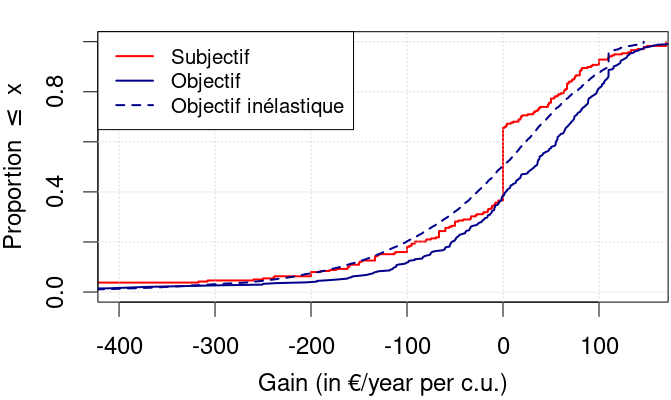 Subjectif
Objectif
Objectif inélastique
Proportion ≤ x
0.8
0.4
0.0
-400 -300 -200 -100 0 100
Gain (in €/year per c.u.)